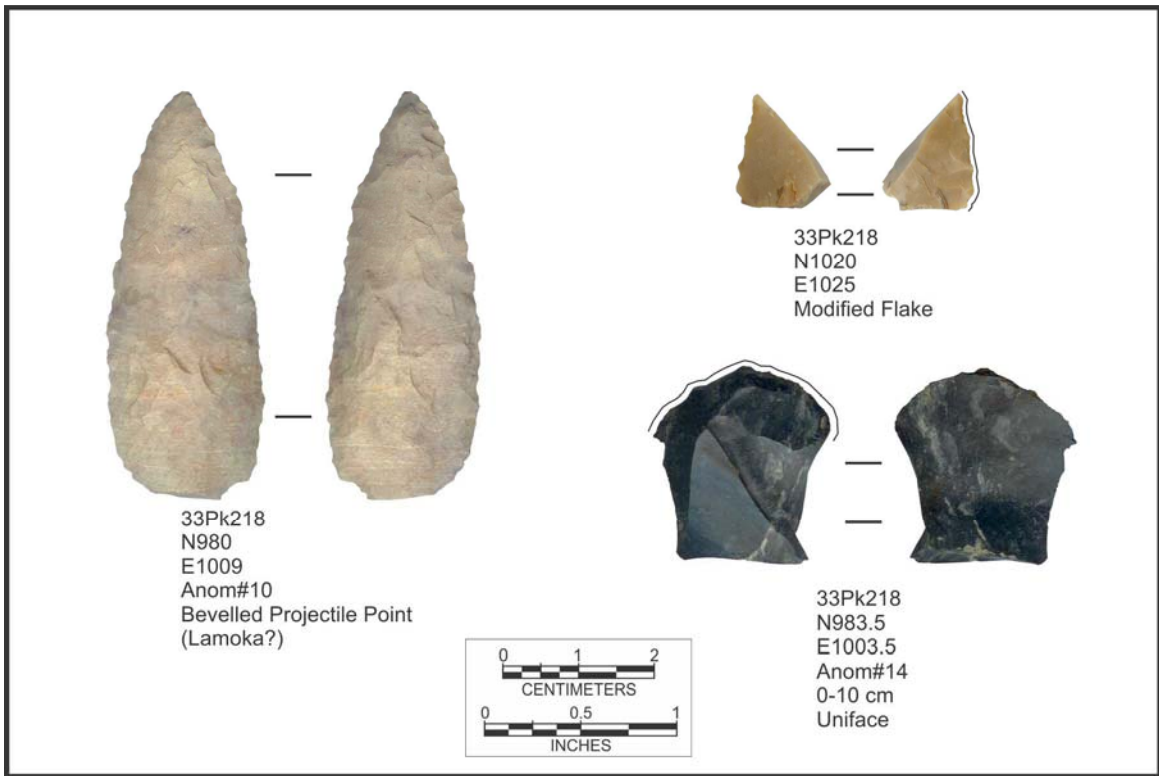 33Pk218
N980
E1009
Anom#10
Bevelled Projectile Point
(Lamoka?)
33Pk218
N1020
E1025
Modified Flake
33Pk218
N983.5
E1003.5
Anom#14
0-10 cm
Uniface
0 1 2
CENTIMETERS
0 0.5 1
INCHES